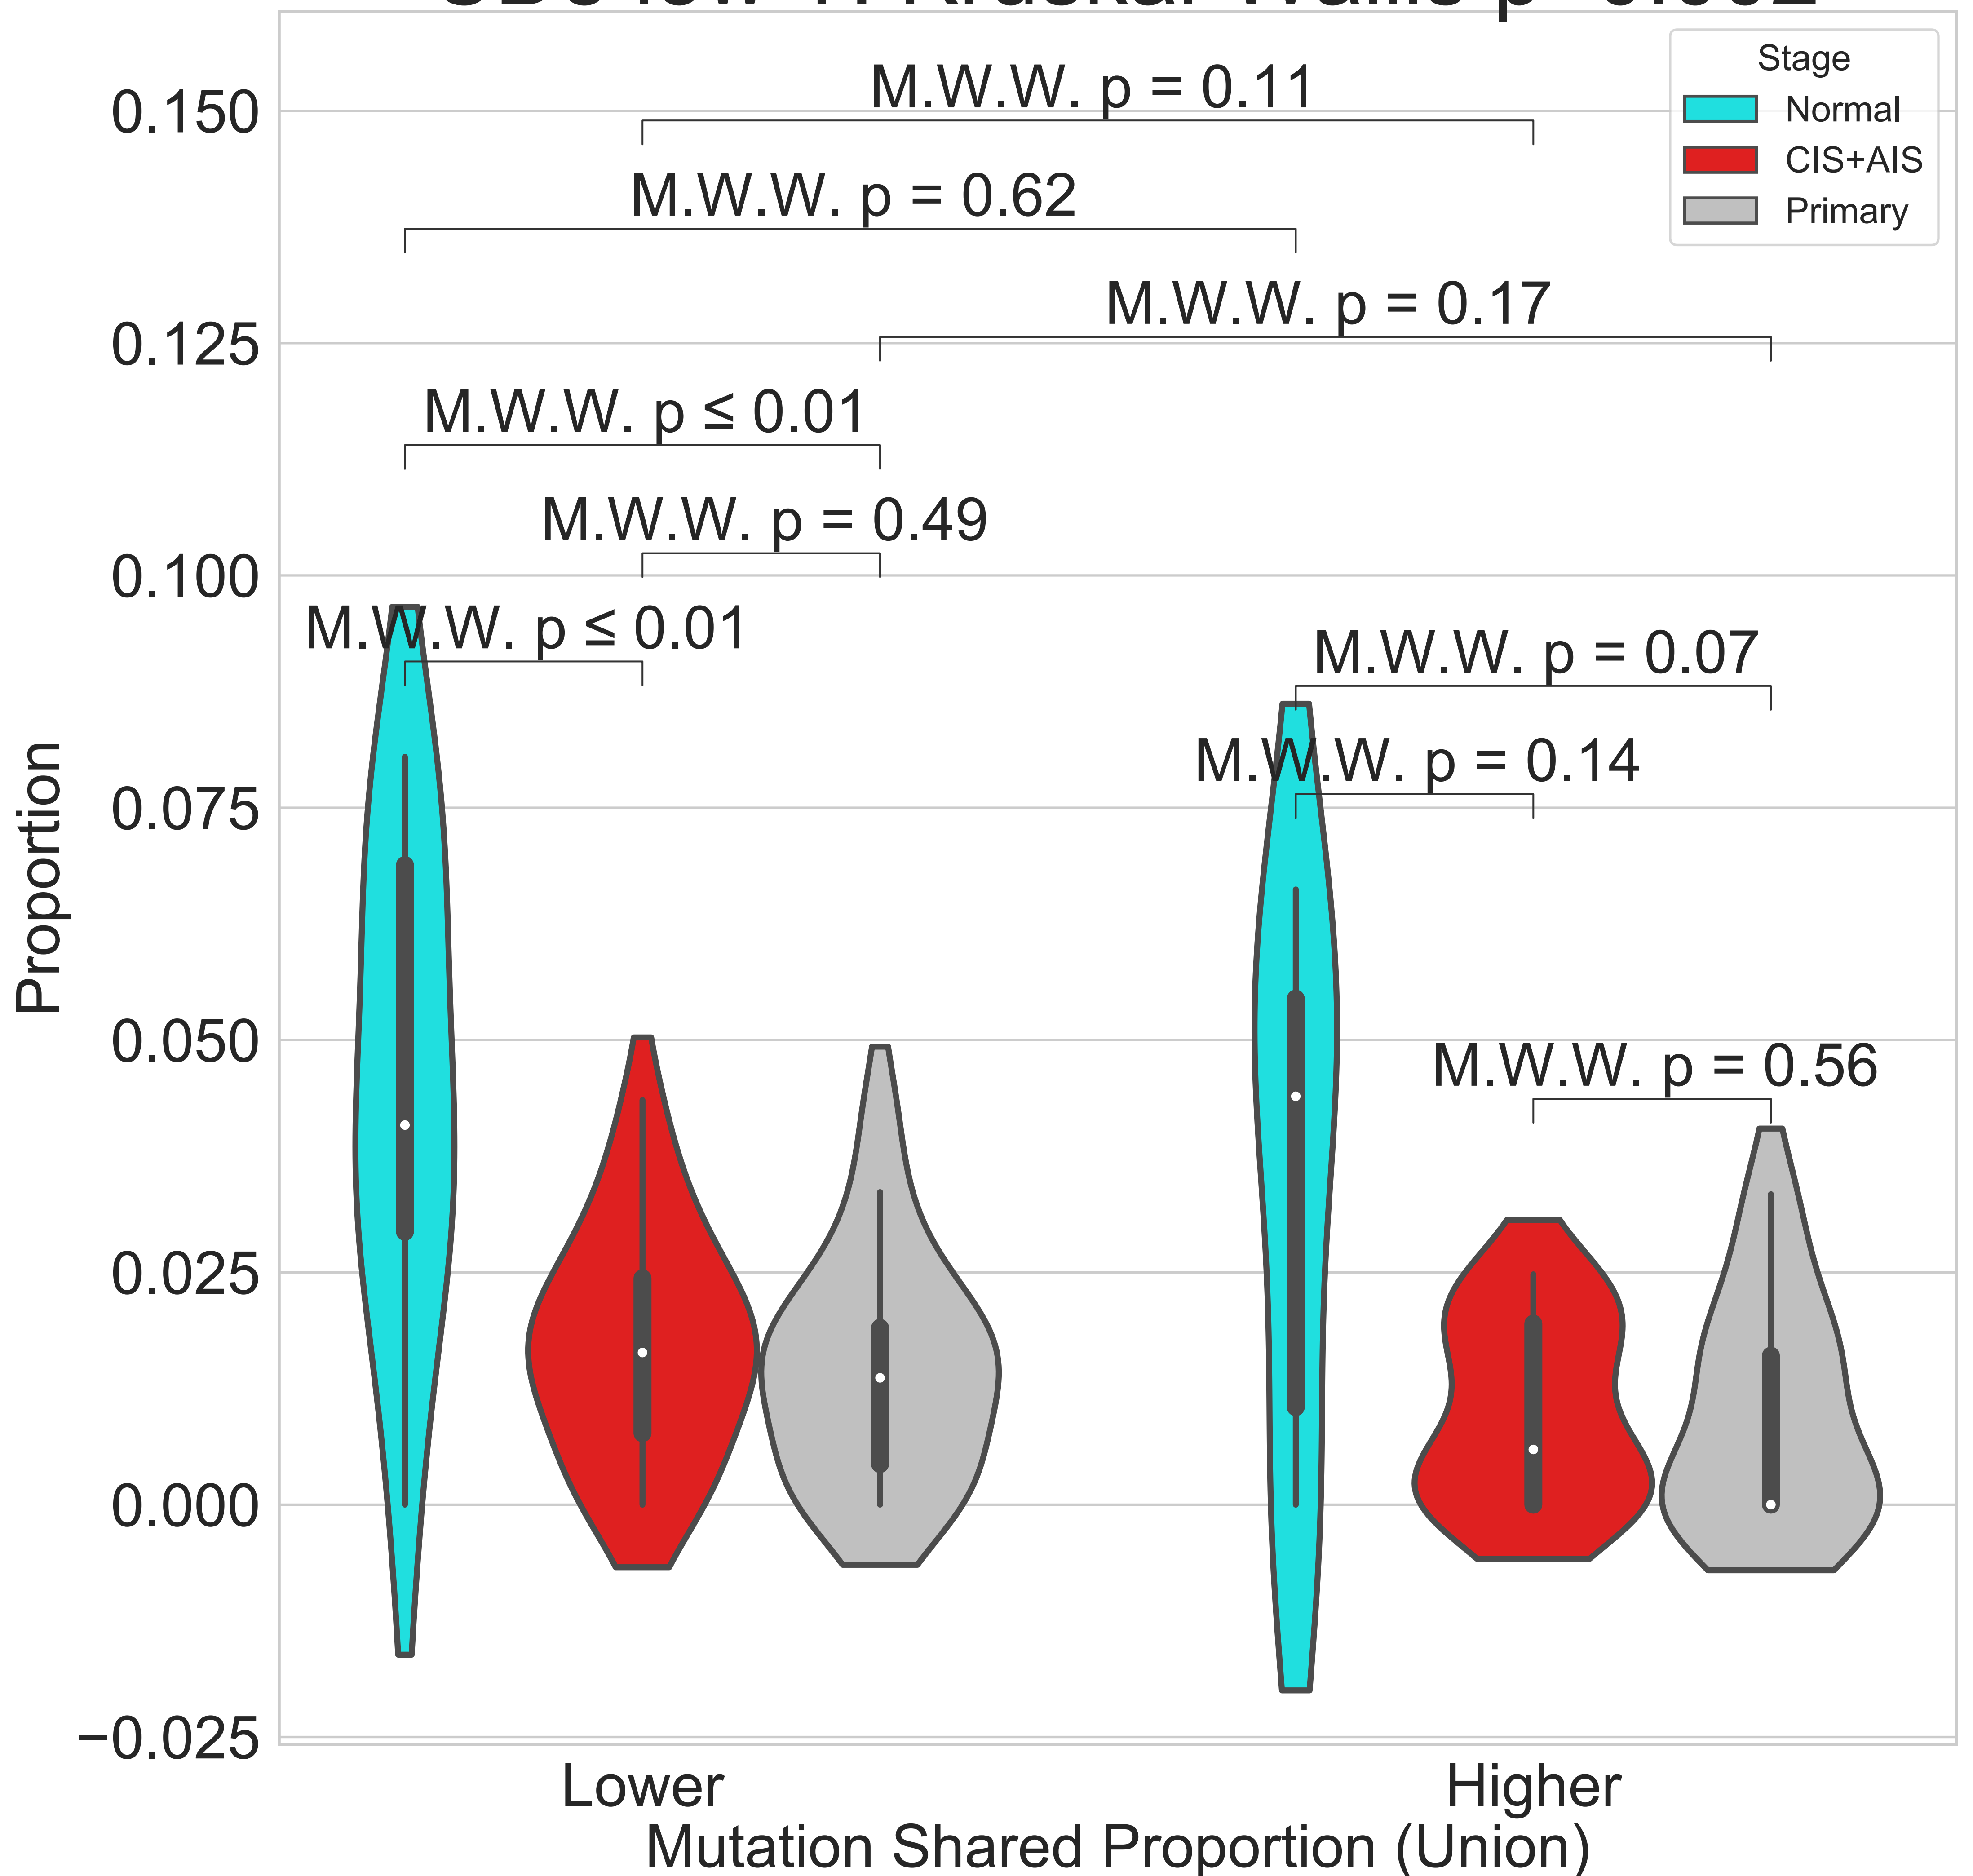 M.W.W. p = 0.11
M.W.W. p = 0.62
M.W.W. p = 0.17
M.W.W. p ≤ 0.01
M.W.W. p = 0.49
M.W.W. p ≤ 0.01
M.W.W. p = 0.07
M.W.W. p = 0.14
M.W.W. p = 0.56
Stage
Normal
CIS+AIS
Primary
0.150
0.125
0.100
0.075
0.050
0.025
0.000
−0.025
Proportion
Lower
Higher
Mutation Shared Proportion (Union)